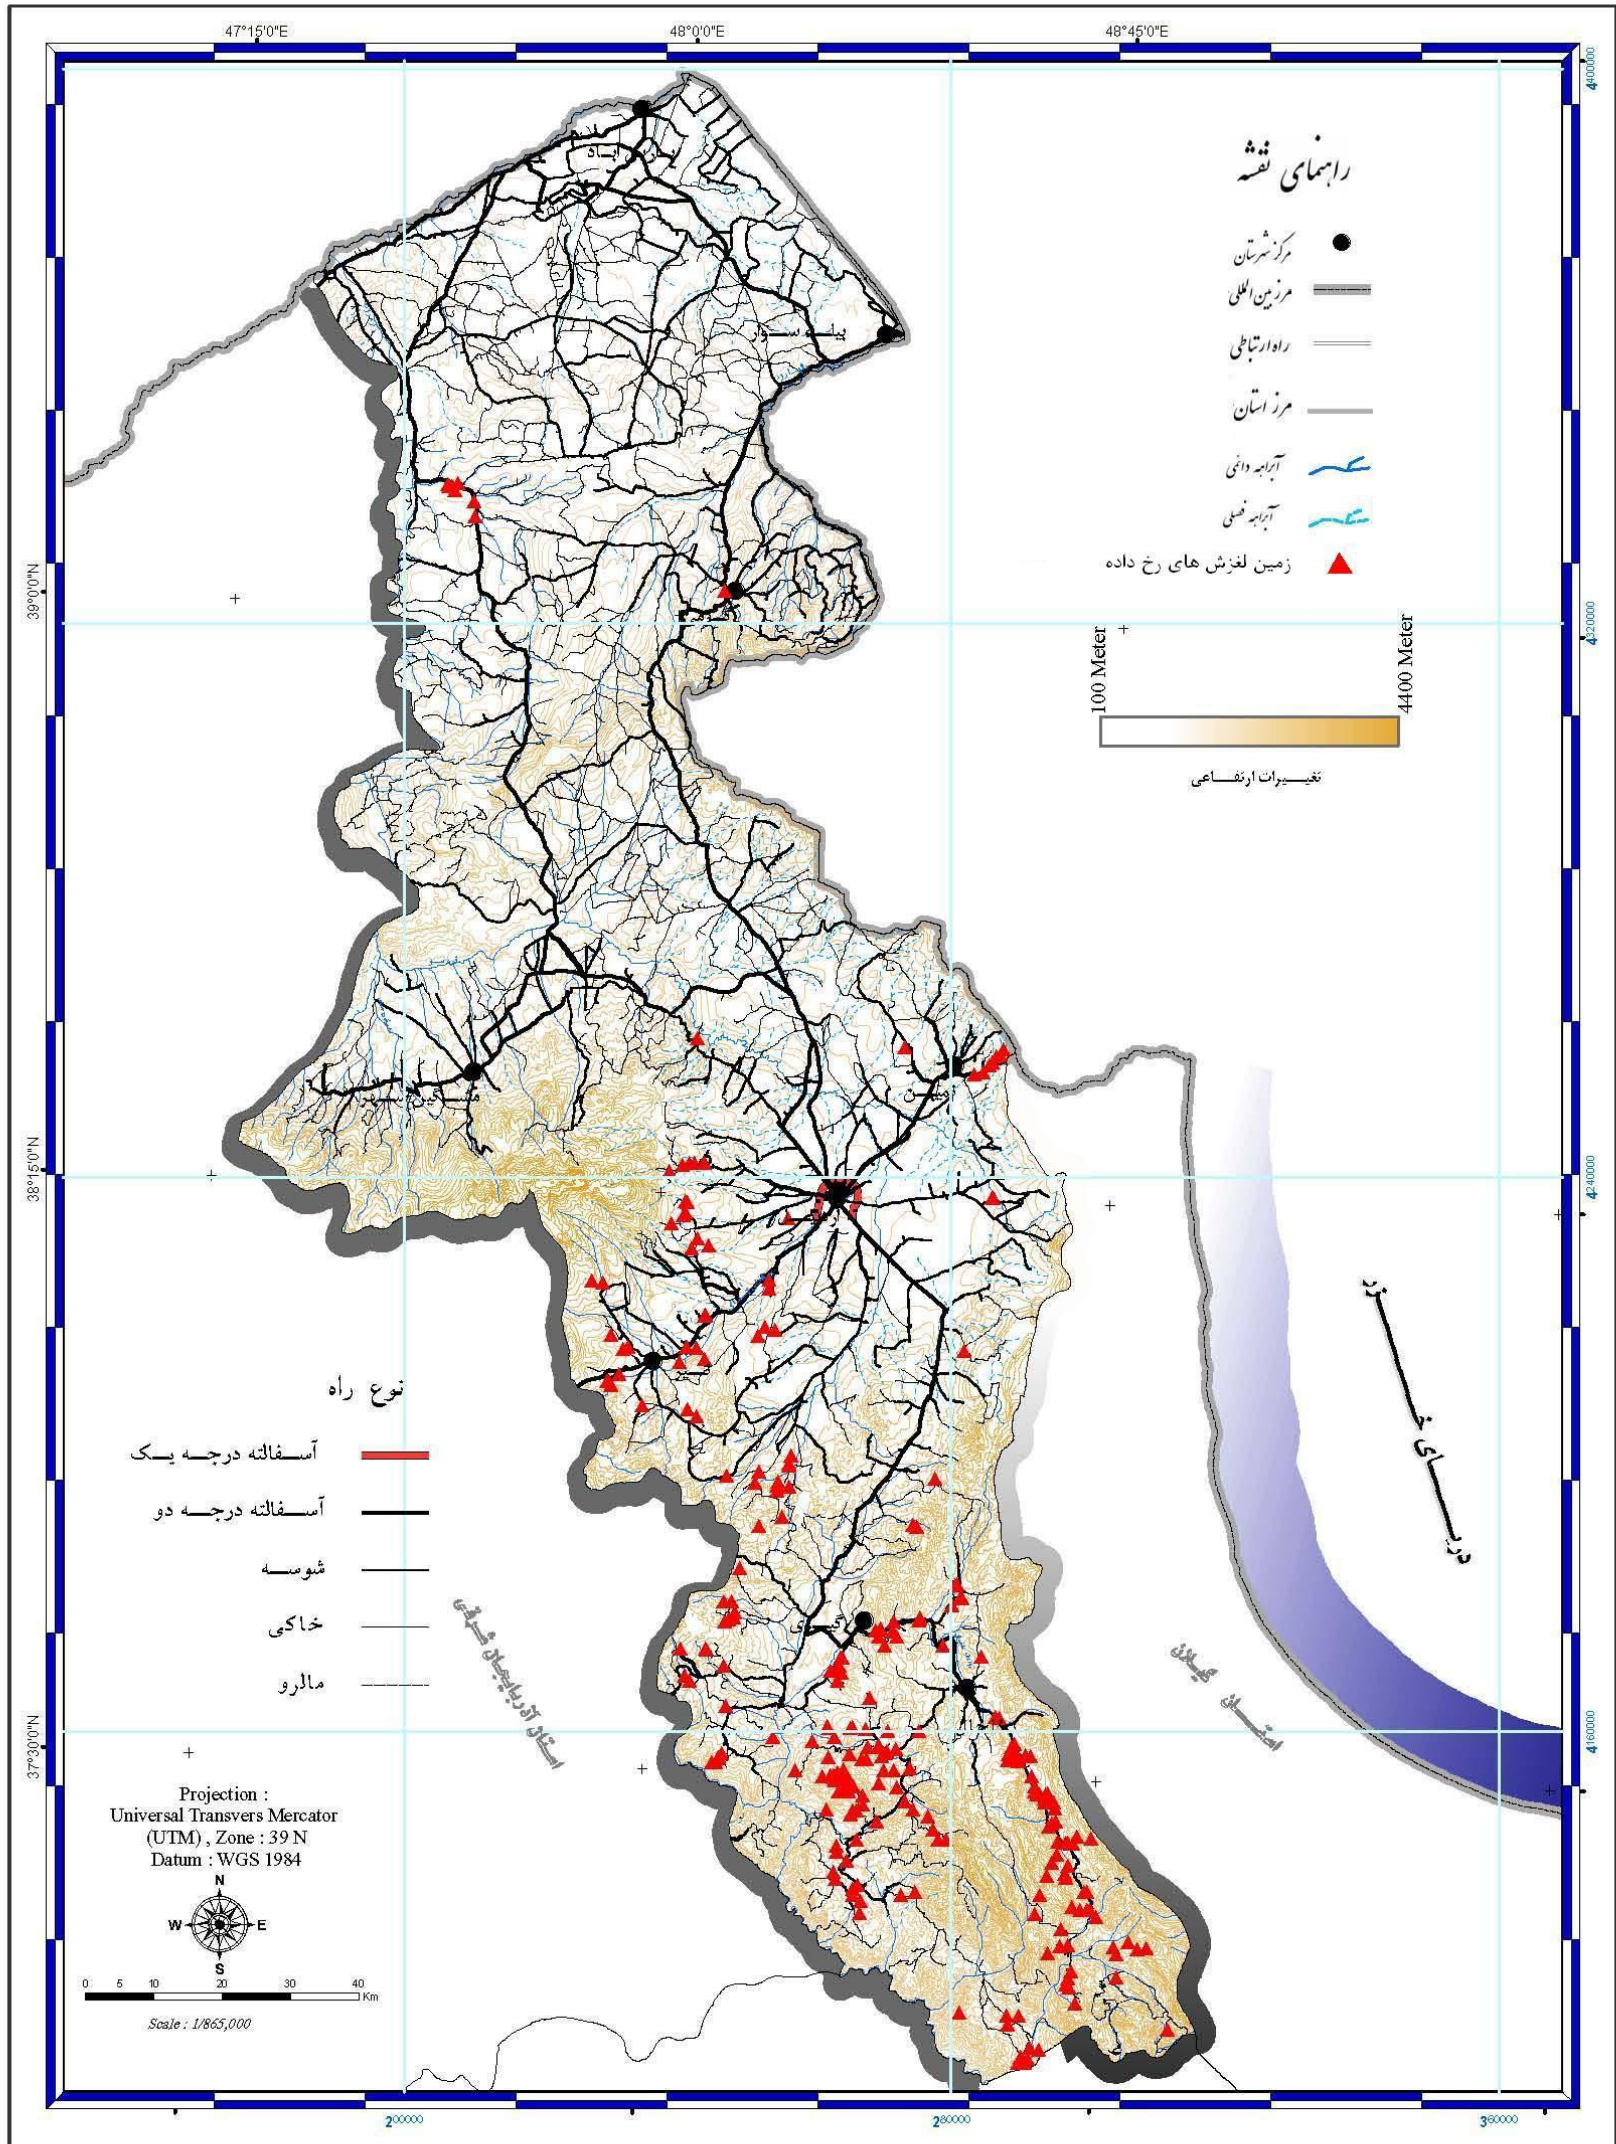 47°15'0"E
48°0'0"E
48°45'0"E
4400000
راهنمای نقشه
مرکز شهرستان
مرز بین المللی
راه ارتباطی
مرز استان
آبراهه دائمی
آبراهه فصلی
زمین لغزش های رخ داده
100 Meter
4400 Meter
تغییرات ارتفاعی
39°0'0"N
4320000
38°15'0"N
4240000
دریای خزر
نوع راه
آسفالته درجه یک
آسفالته درجه دو
شوسه
خاکی
مالرو
استان آذربایجان شرقی
استان گیلان
37°30'0"N
4160000
Projection :
Universal Transvers Mercator
(UTM) , Zone : 39 N
Datum : WGS 1984
N
W E
S
0 5 10 20 30 40 Km
Scale : 1/865,000
200000
280000
360000